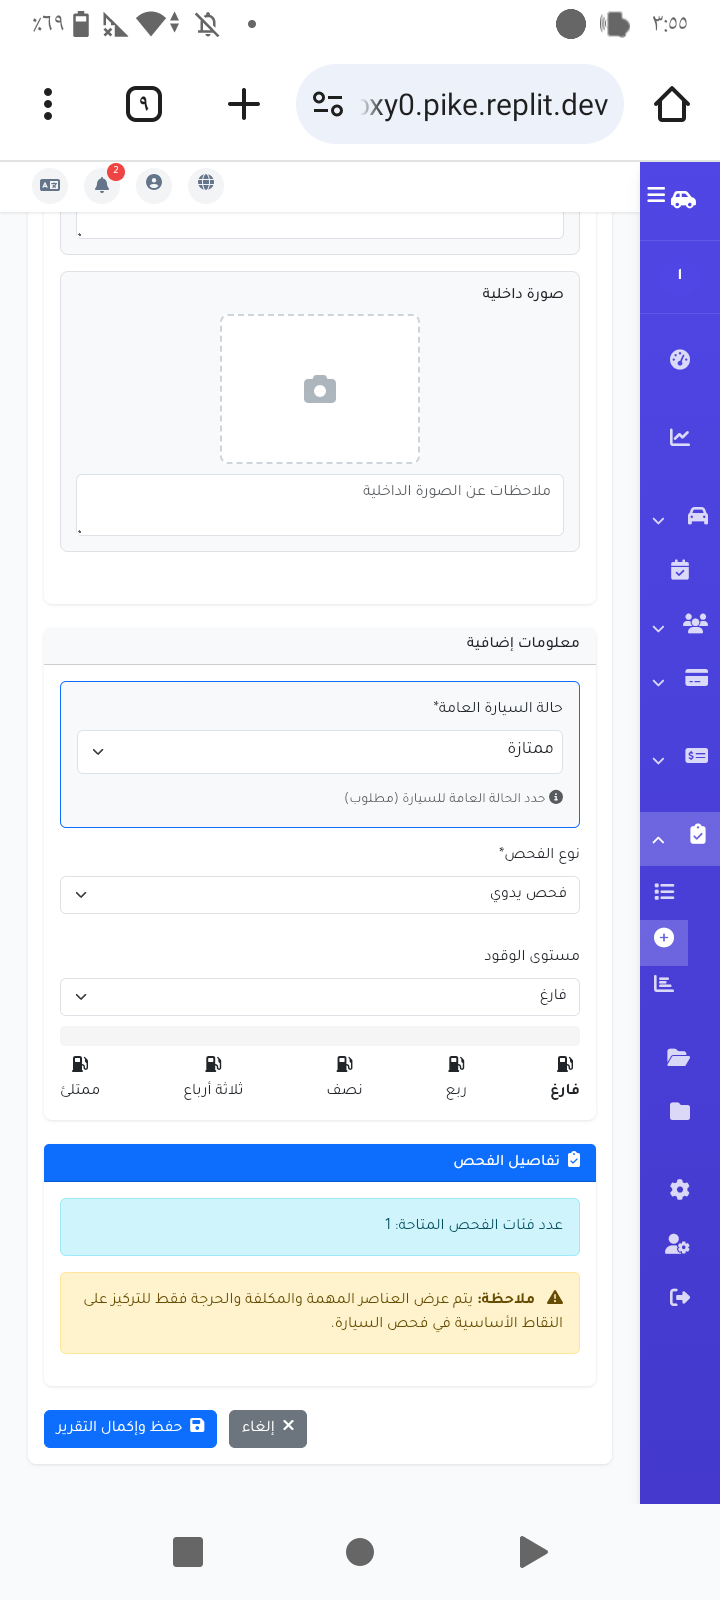 ٪٦٩
٣:٥٥
٩
xy0.pike.replit.dev
2
ا
صورة داخلية
ملاحظات عن الصورة الداخلية
معلومات إضافية
حالة السيارة العامة*
ممتازة
حدد الحالة العامة للسيارة (مطلوب)
نوع الفحص*
فحص يدوي
مستوى الوقود
فارغ
فارغ ربع نصف ثلاثة أرباع ممتلئ
تفاصيل الفحص
عدد فئات الفحص المتاحة: 1
ملاحظة: يتم عرض العناصر المهمة والمكلفة والحرجة فقط للتركيز على
النقاط الأساسية في فحص السيارة.
إلغاء
حفظ وإكمال التقرير